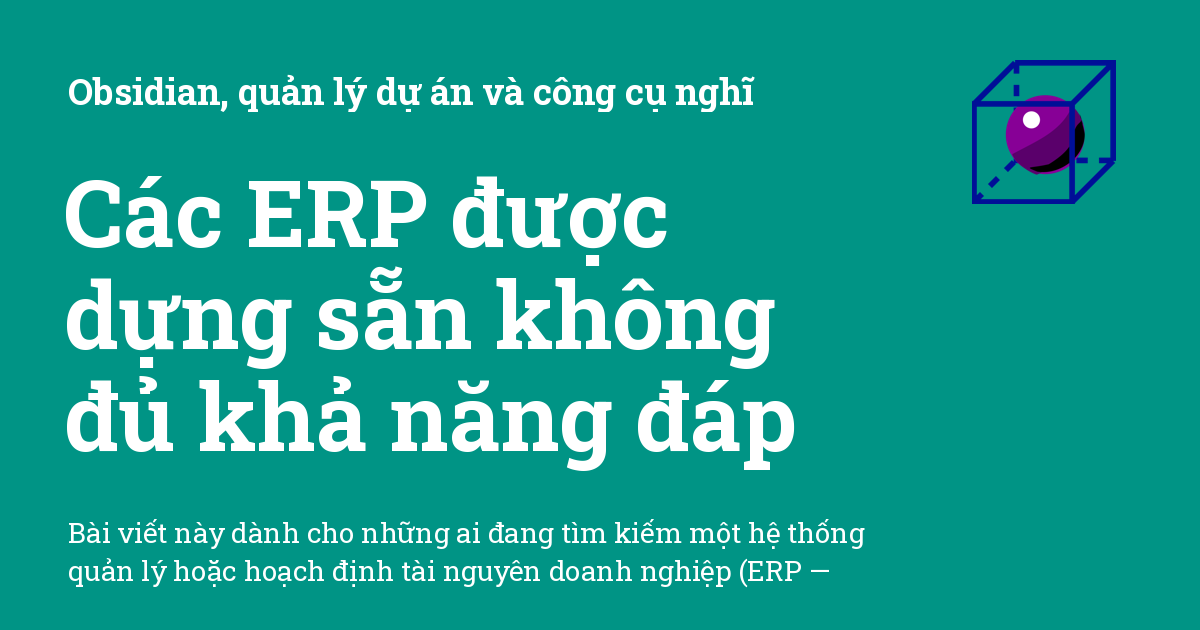 Obsidian, quản lý dự án và công cụ nghĩ
Các ERP được
dựng sẵn không
đủ khả năng đáp
Bài viết này dành cho những ai đang tìm kiếm một hệ thống
quản lý hoặc hoạch định tài nguyên doanh nghiệp (ERP —